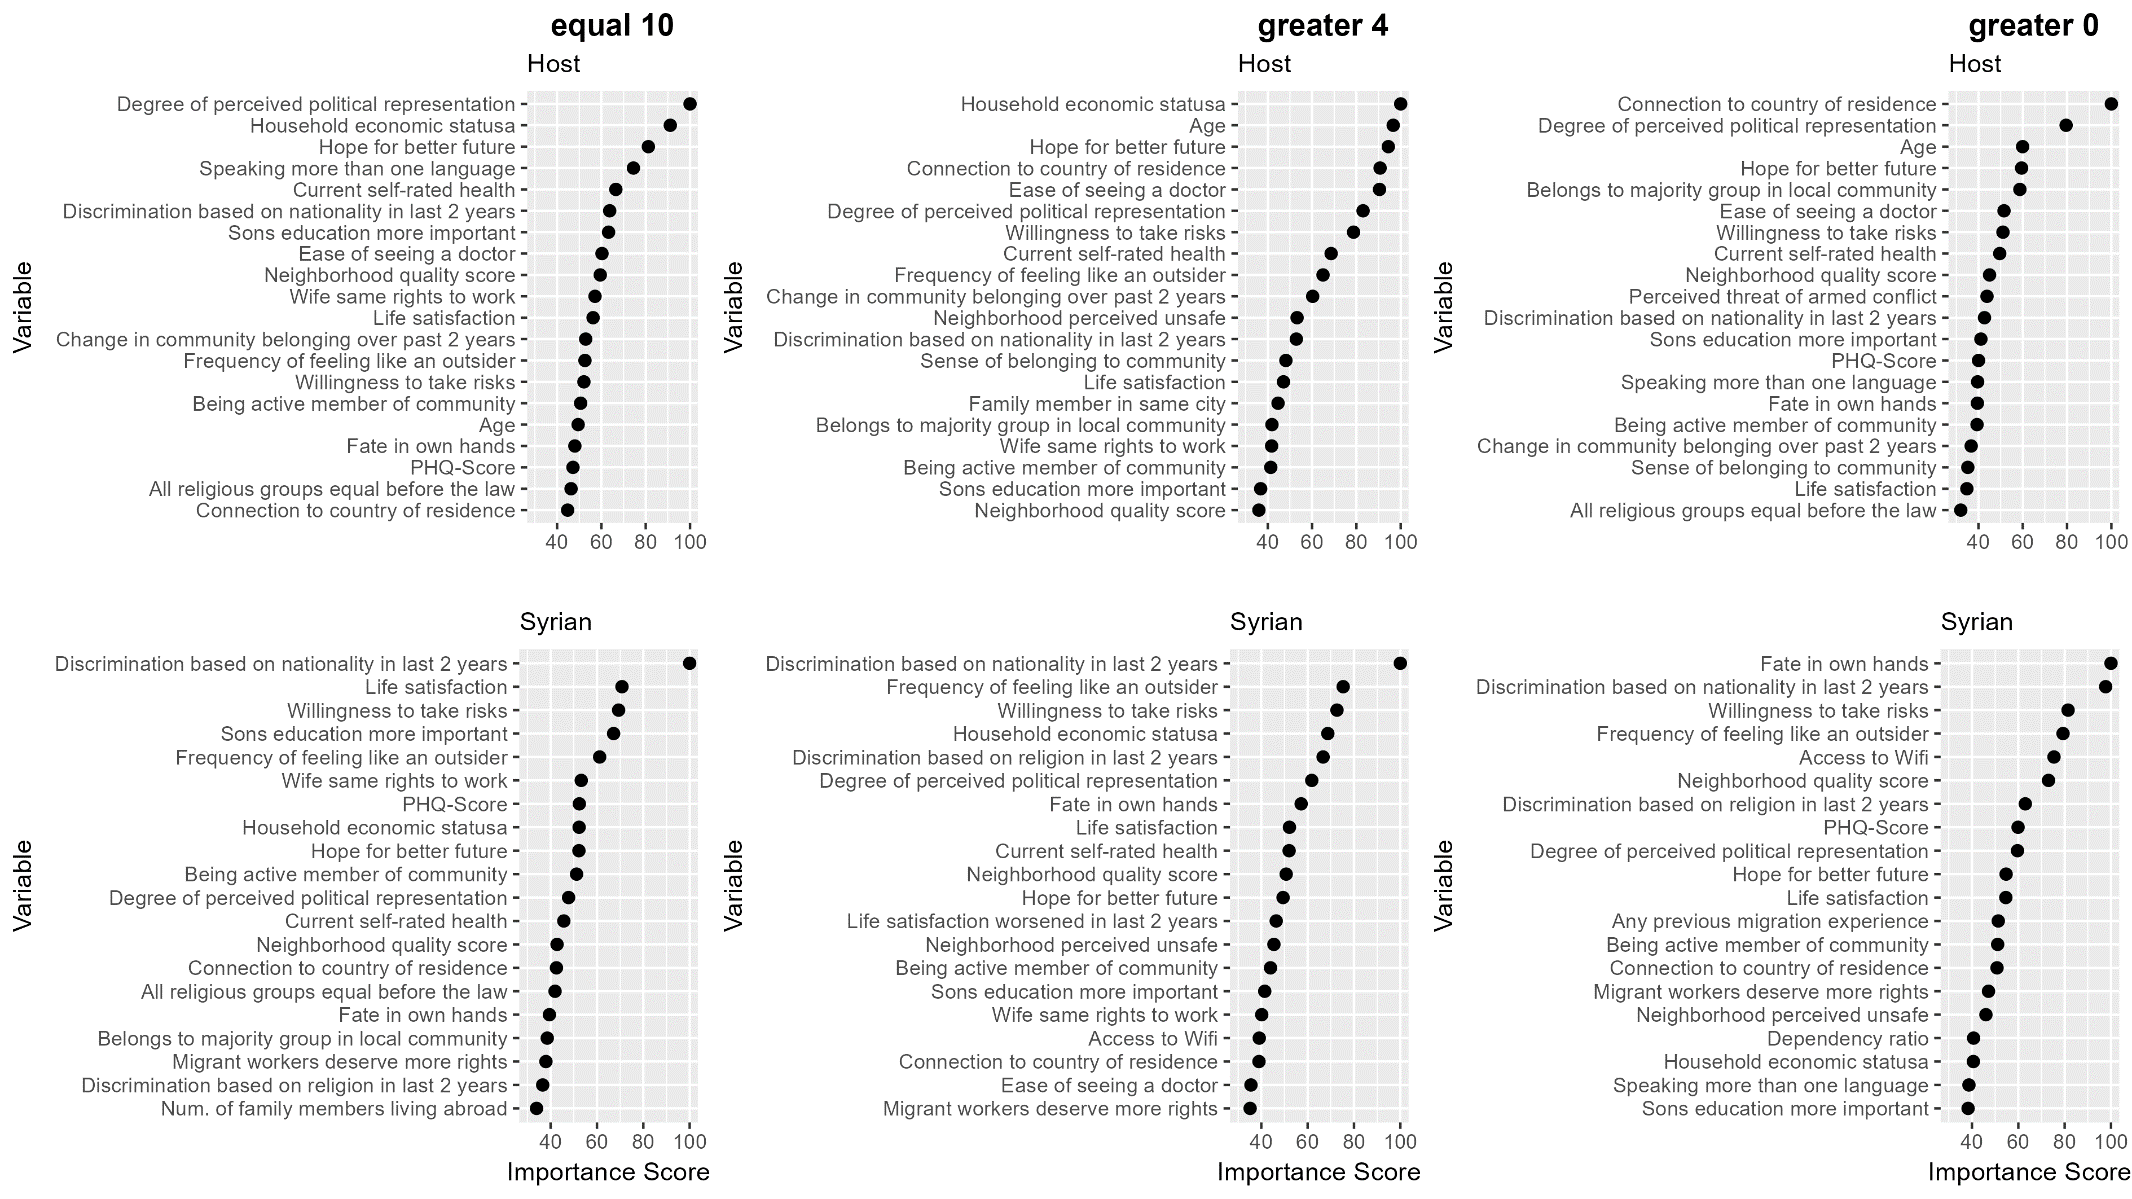 equal 10
Host
Variable
Degree of perceived political representation
Household economic statusa
Hope for better future
Speaking more than one language
Current self-rated health
Discrimination based on nationality in last 2 years
Sons education more important
Ease of seeing a doctor
Neighborhood quality score
Wife same rights to work
Life satisfaction
Change in community belonging over past 2 years
Frequency of feeling like an outsider
Willingness to take risks
Being active member of community
Age
Fate in own hands
PHQ-Score
All religious groups equal before the law
Connection to country of residence
40 60 80 100
greater 4
Host
Variable
Household economic statusa
Age
Hope for better future
Connection to country of residence
Ease of seeing a doctor
Degree of perceived political representation
Willingness to take risks
Current self-rated health
Frequency of feeling like an outsider
Change in community belonging over past 2 years
Neighborhood perceived unsafe
Discrimination based on nationality in last 2 years
Sense of belonging to community
Life satisfaction
Family member in same city
Belongs to majority group in local community
Wife same rights to work
Being active member of community
Sons education more important
Neighborhood quality score
40 60 80 100
greater 0
Host
Variable
Connection to country of residence
Degree of perceived political representation
Age
Hope for better future
Belongs to majority group in local community
Ease of seeing a doctor
Willingness to take risks
Current self-rated health
Neighborhood quality score
Perceived threat of armed conflict
Discrimination based on nationality in last 2 years
Sons education more important
PHQ-Score
Speaking more than one language
Fate in own hands
Being active member of community
Change in community belonging over past 2 years
Sense of belonging to community
Life satisfaction
All religious groups equal before the law
40 60 80 100
Syrian
Variable
Discrimination based on nationality in last 2 years
Life satisfaction
Willingness to take risks
Sons education more important
Frequency of feeling like an outsider
Wife same rights to work
PHQ-Score
Household economic statusa
Hope for better future
Being active member of community
Degree of perceived political representation
Current self-rated health
Neighborhood quality score
Connection to country of residence
All religious groups equal before the law
Fate in own hands
Belongs to majority group in local community
Migrant workers deserve more rights
Discrimination based on religion in last 2 years
Num. of family members living abroad
40 60 80 100
Importance Score
Syrian
Variable
Discrimination based on nationality in last 2 years
Frequency of feeling like an outsider
Willingness to take risks
Household economic statusa
Discrimination based on religion in last 2 years
Degree of perceived political representation
Fate in own hands
Life satisfaction
Current self-rated health
Neighborhood quality score
Hope for better future
Life satisfaction worsened in last 2 years
Neighborhood perceived unsafe
Being active member of community
Sons education more important
Wife same rights to work
Access to Wifi
Connection to country of residence
Ease of seeing a doctor
Migrant workers deserve more rights
40 60 80 100
Importance Score
Syrian
Variable
Fate in own hands
Discrimination based on nationality in last 2 years
Willingness to take risks
Frequency of feeling like an outsider
Access to Wifi
Neighborhood quality score
Discrimination based on religion in last 2 years
PHQ-Score
Degree of perceived political representation
Hope for better future
Life satisfaction
Any previous migration experience
Being active member of community
Connection to country of residence
Migrant workers deserve more rights
Neighborhood perceived unsafe
Dependency ratio
Household economic statusa
Speaking more than one language
Sons education more important
40 60 80 100
Importance Score